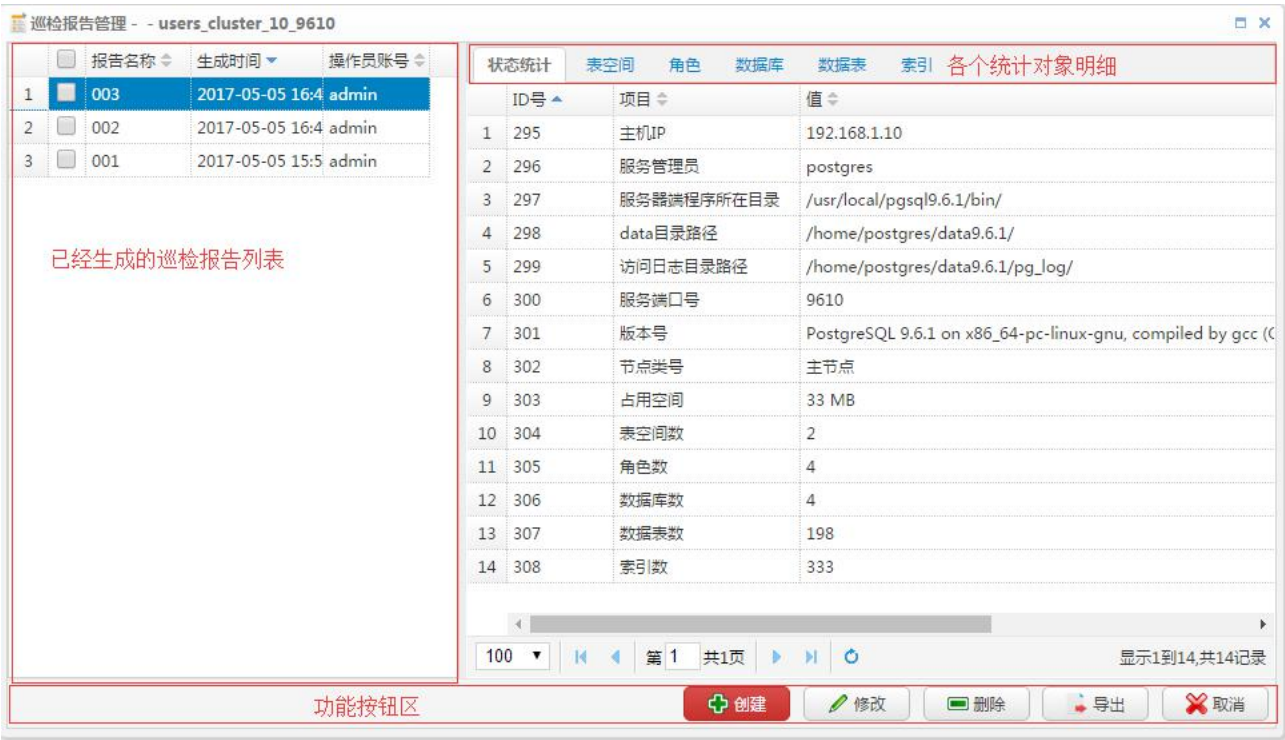 巡检报告管理 - - users_cluster_10_9610
报告名称 生成时间 操作员账号
1 003 2017-05-05 16:4 admin
2 002 2017-05-05 16:4 admin
3 001 2017-05-05 15:5 admin
已经生成的巡检报告列表
状态统计 表空间 角色 数据库 数据表 索引 各个统计对象明细
ID号 项目 值
1 295 主机IP 192.168.1.10
2 296 服务管理员 postgres
3 297 服务器端程序所在目录 /usr/local/pgsql9.6.1/bin/
4 298 data目录路径 /home/postgres/data9.6.1/
5 299 访问日志目录路径 /home/postgres/data9.6.1/pg_log/
6 300 服务端口号 9610
7 301 版本号 PostgreSQL 9.6.1 on x86_64-pc-linux-gnu, compiled by gcc (
8 302 节点类号 主节点
9 303 占用空间 33 MB
10 304 表空间数 2
11 305 角色数 4
12 306 数据库数 4
13 307 数据表数 198
14 308 索引数 333
100 第 1 共1页 显示1到14,共14记录
功能按钮区 创建 修改 删除 导出 取消